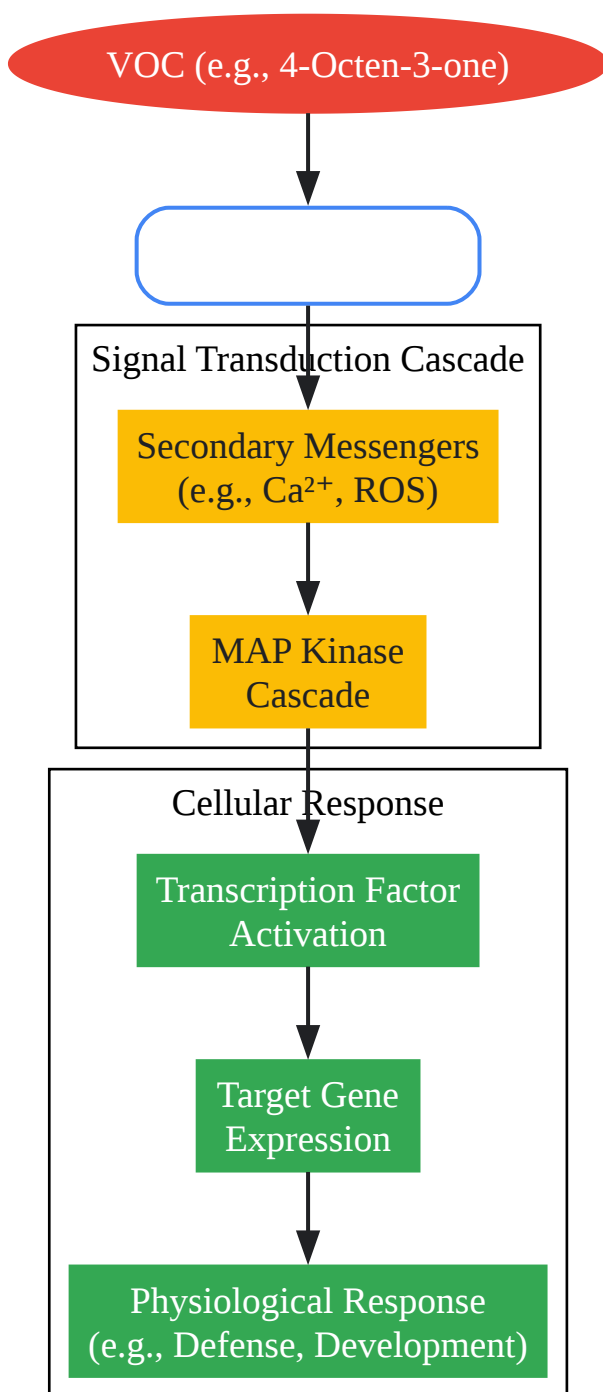 VOC (e.g., 4-Octen-3-one)
Signal Transduction Cascade
Secondary Messengers
(e.g., Ca²⁺, ROS)
MAP Kinase
Cascade
Cellular Response
Transcription Factor
Activation
Target Gene
Expression
Physiological Response
(e.g., Defense, Development)